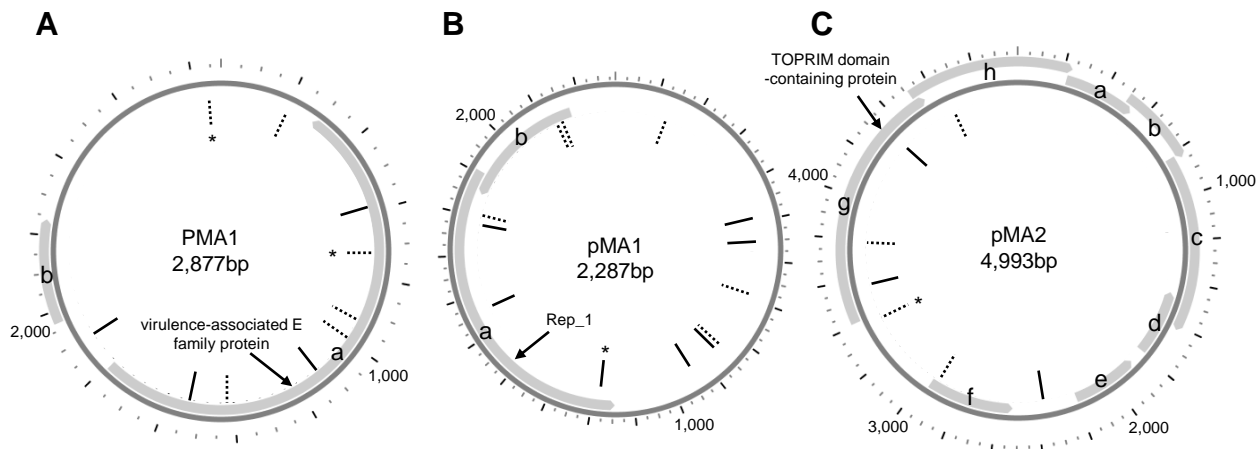 A
PMA1
2,877bp
*
*
virulence-associated E
family protein
a
b
1,000
2,000
B
pMA1
2,287bp
Rep_1
*
a
b
1,000
2,000
C
TOPRIM domain
-containing protein
pMA2
4,993bp
*
h
a
b
c
d
e
f
g
1,000
2,000
3,000
4,000